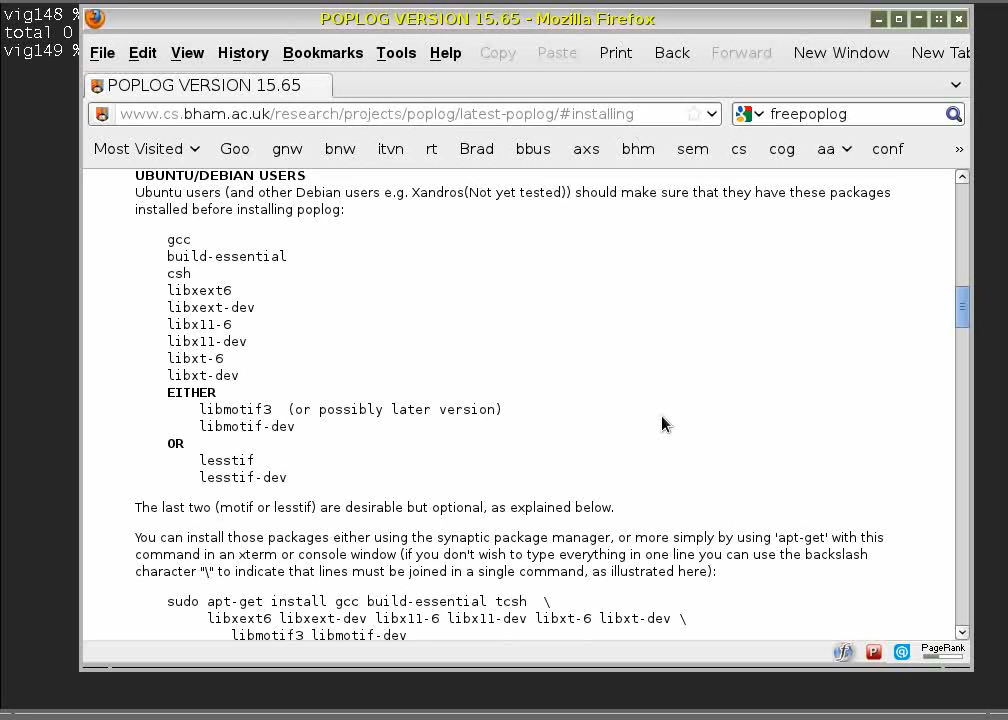 vig148 %
total 0
vig149 %
POPLOG VERSION 15.65 - Mozilla Firefox
File Edit View History Bookmarks Tools Help Copy Paste Print Back Forward New Window New Tab
POPLOG VERSION 15.65
www.cs.bham.ac.uk/research/projects/poplog/latest-poplog/#installing
freepoplog
Most Visited Goo gnw bnw itvn rt Brad bbus axs bhm sem cs cog aa conf »
UBUNTU/DEBIAN USERS
Ubuntu users (and other Debian users e.g. Xandros(Not yet tested)) should make sure that they have these packages
installed before installing poplog:
gcc
build-essential
csh
libxext6
libxext-dev
libx11-6
libx11-dev
libxt-6
libxt-dev
EITHER
libmotif3 (or possibly later version)
libmotif-dev
OR
lesstif
lesstif-dev
The last two (motif or lesstif) are desirable but optional, as explained below.
You can install those packages either using the synaptic package manager, or more simply by using 'apt-get' with this
command in an xterm or console window (if you don't wish to type everything in one line you can use the backslash
character "\" to indicate that lines must be joined in a single command, as illustrated here):
sudo apt-get install gcc build-essential tcsh \
libxext6 libxext-dev libx11-6 libx11-dev libxt-6 libxt-dev \
libmotif3 libmotif-dev
PageRank